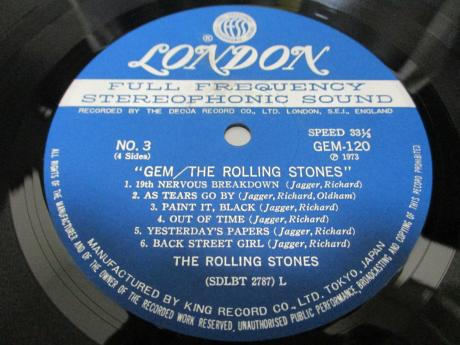 ffss
® LONDON
FULL FREQUENCY
STEREOPHONIC SOUND
RECORDED BY THE DECCA RECORD CO., LTD. LONDON, S.E.I., ENGLAND
NO. 3
(4 Sides)
SPEED 33⅓
GEM-120
Ⓟ 1973
"GEM/THE ROLLING STONES"
1. 19th NERVOUS BREAKDOWN (Jagger, Richard)
2. AS TEARS GO BY (Jagger, Richard, Oldham)
3. PAINT IT, BLACK (Jagger, Richard)
4. OUT OF TIME (Jagger, Richard)
5. YESTERDAY'S PAPERS (Jagger, Richard)
6. BACK STREET GIRL (Jagger, Richard)
THE ROLLING STONES
(SDLBT 2787) L
MANUFACTURED BY KING RECORD CO., LTD. TOKYO, JAPAN
ALL RIGHTS OF THE MANUFACTURERS AND OF THE OWNER OF THE RECORDED WORK RESERVED, UNAUTHORISED PUBLIC PERFORMANCE, BROADCASTING AND COPYING OF THIS RECORD PROHIBITED